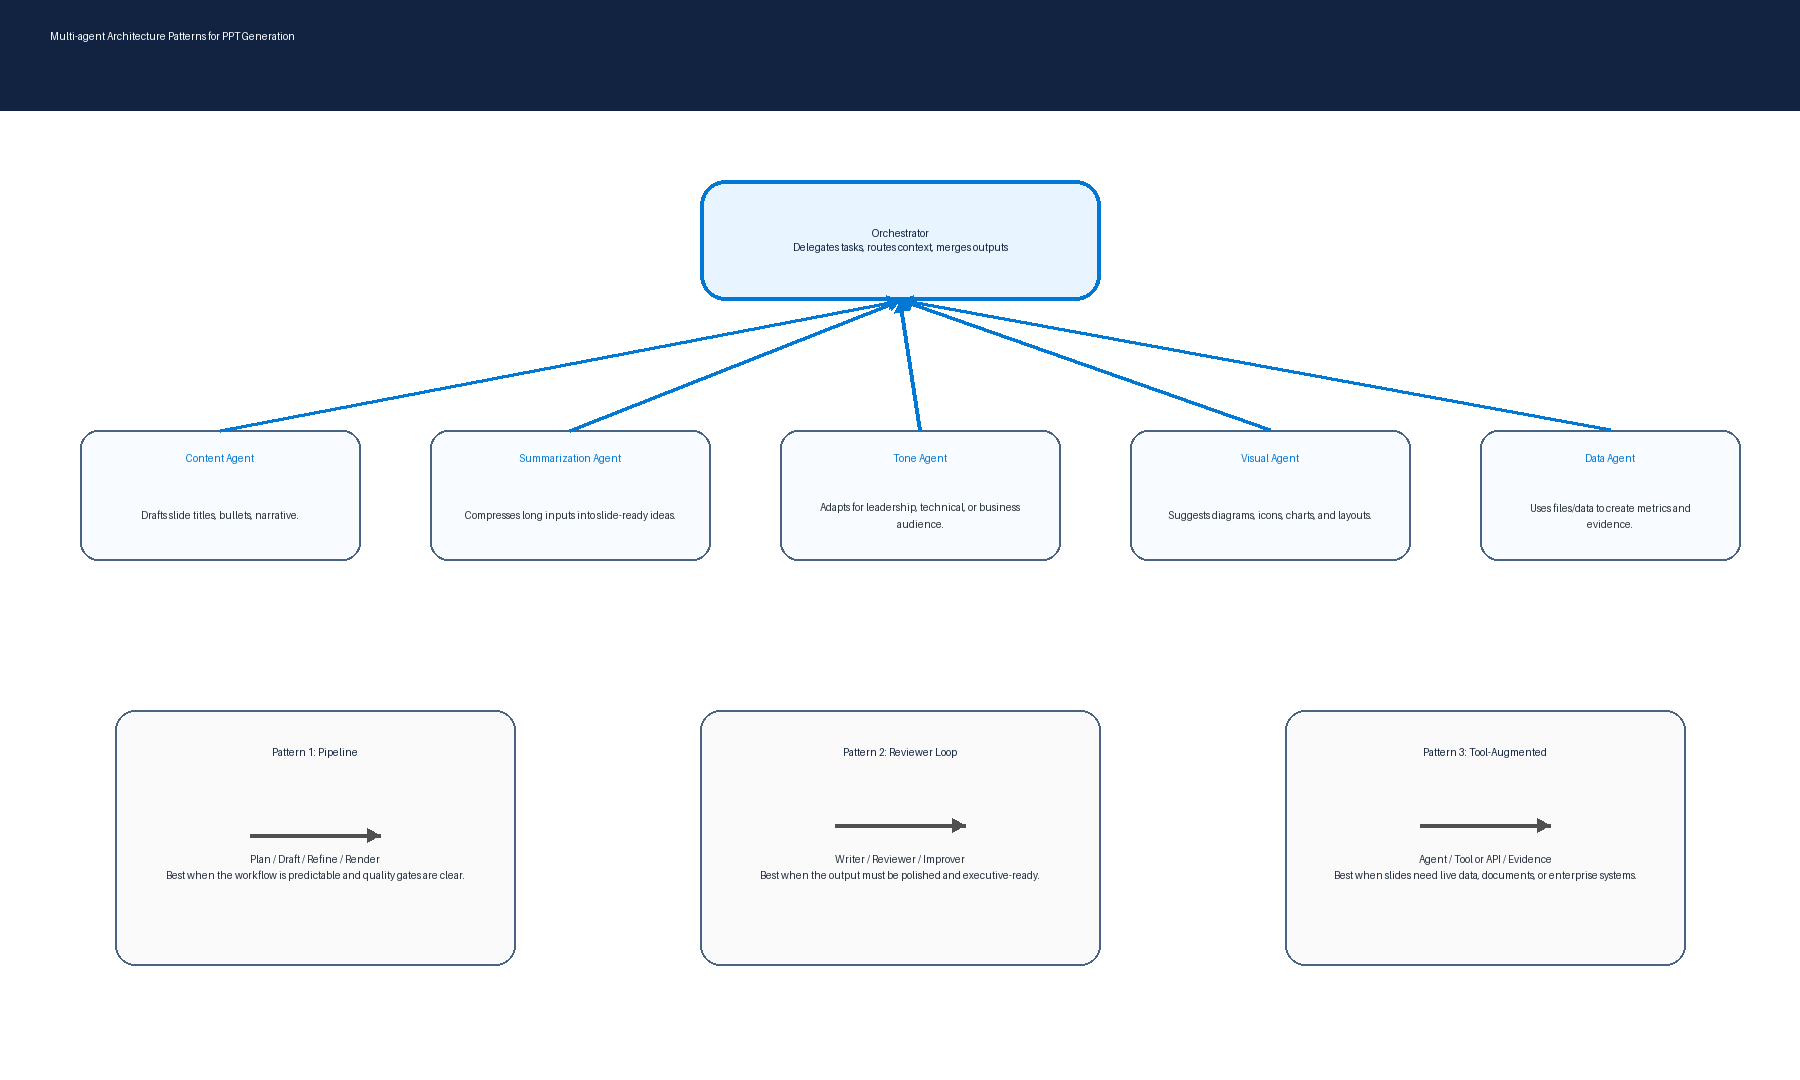 Multi-agent Architecture Patterns for PPT Generation
Orchestrator
Delegates tasks, routes context, merges outputs
Content Agent
Drafts slide titles, bullets, narrative.
Summarization Agent
Compresses long inputs into slide-ready ideas.
Tone Agent
Adapts for leadership, technical, or business
audience.
Visual Agent
Suggests diagrams, icons, charts, and layouts.
Data Agent
Uses files/data to create metrics and
evidence.
Pattern 1: Pipeline
Plan / Draft / Refine / Render
Best when the workflow is predictable and quality gates are clear.
Pattern 2: Reviewer Loop
Writer / Reviewer / Improver
Best when the output must be polished and executive-ready.
Pattern 3: Tool-Augmented
Agent / Tool or API / Evidence
Best when slides need live data, documents, or enterprise systems.